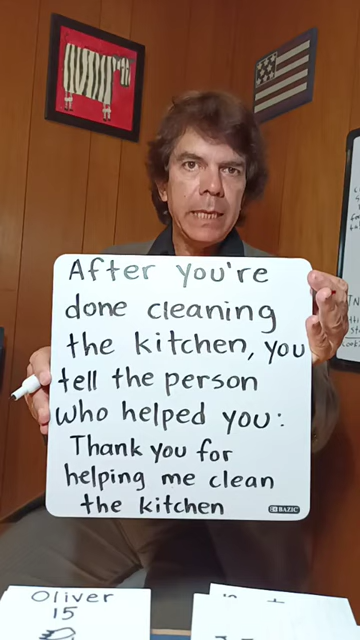 After you're
done cleaning
the kitchen, you
tell the person
who helped you:
Thank you for
helping me clean
the kitchen
BAZIC
Oliver
15